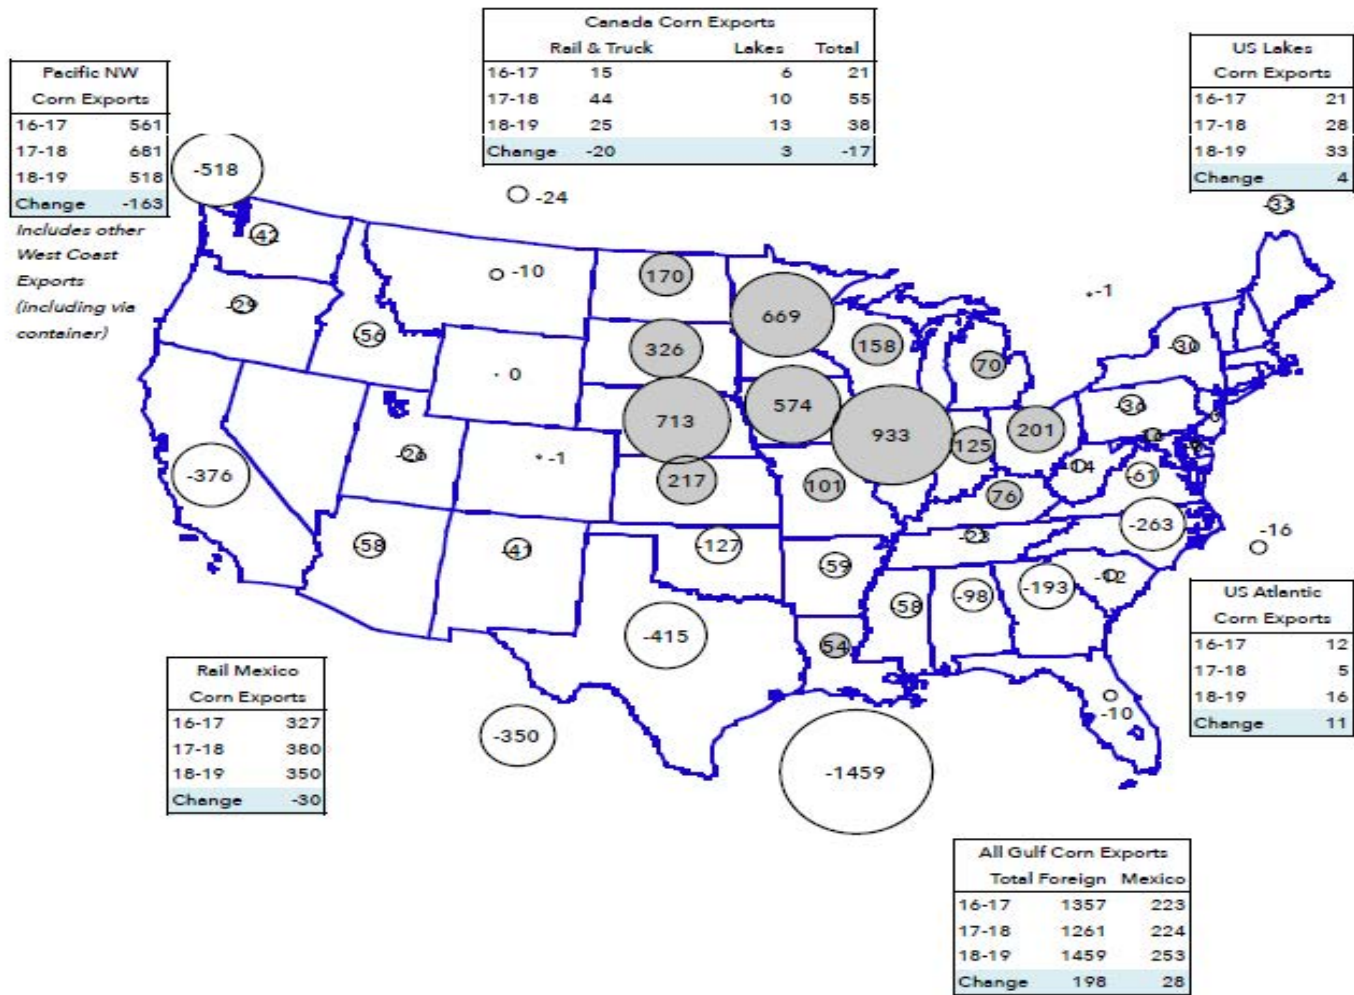 Canada Corn Exports
Rail & Truck Lakes Total
16-17 15 6 21
17-18 44 10 55
18-19 25 13 38
Change -20 3 -17
Pacific NW
Corn Exports
16-17 561
17-18 681
18-19 518
Change -163
Includes other
West Coast
Exports
(including via
container)
US Lakes
Corn Exports
16-17 21
17-18 28
18-19 33
Change 4
-518
-24
-33
-42
-10
170
-1
-29
669
-56
326
158
-30
70
0
-36
713
574
933
201
125
-26
-1
-376
217
101
-14
-61
76
-263
-58
-41
-127
-23
-16
-59
-193
-12
-58
-98
-415
54
-10
-350
-1459
US Atlantic
Corn Exports
16-17 12
17-18 5
18-19 16
Change 11
Rail Mexico
Corn Exports
16-17 327
17-18 380
18-19 350
Change -30
All Gulf Corn Exports
Total Foreign Mexico
16-17 1357 223
17-18 1261 224
18-19 1459 253
Change 198 28